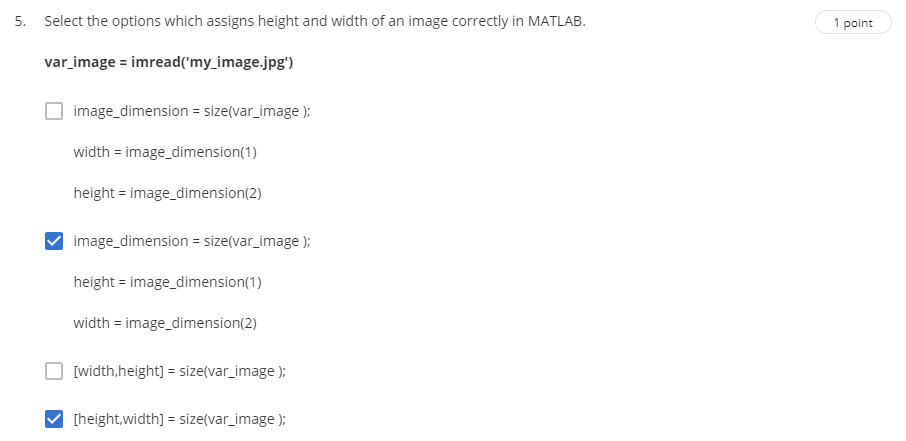 5. Select the options which assigns height and width of an image correctly in MATLAB.
1 point
var_image = imread('my_image.jpg')
image_dimension = size(var_image );
width = image_dimension(1)
height = image_dimension(2)
image_dimension = size(var_image );
height = image_dimension(1)
width = image_dimension(2)
[width,height] = size(var_image );
[height,width] = size(var_image );